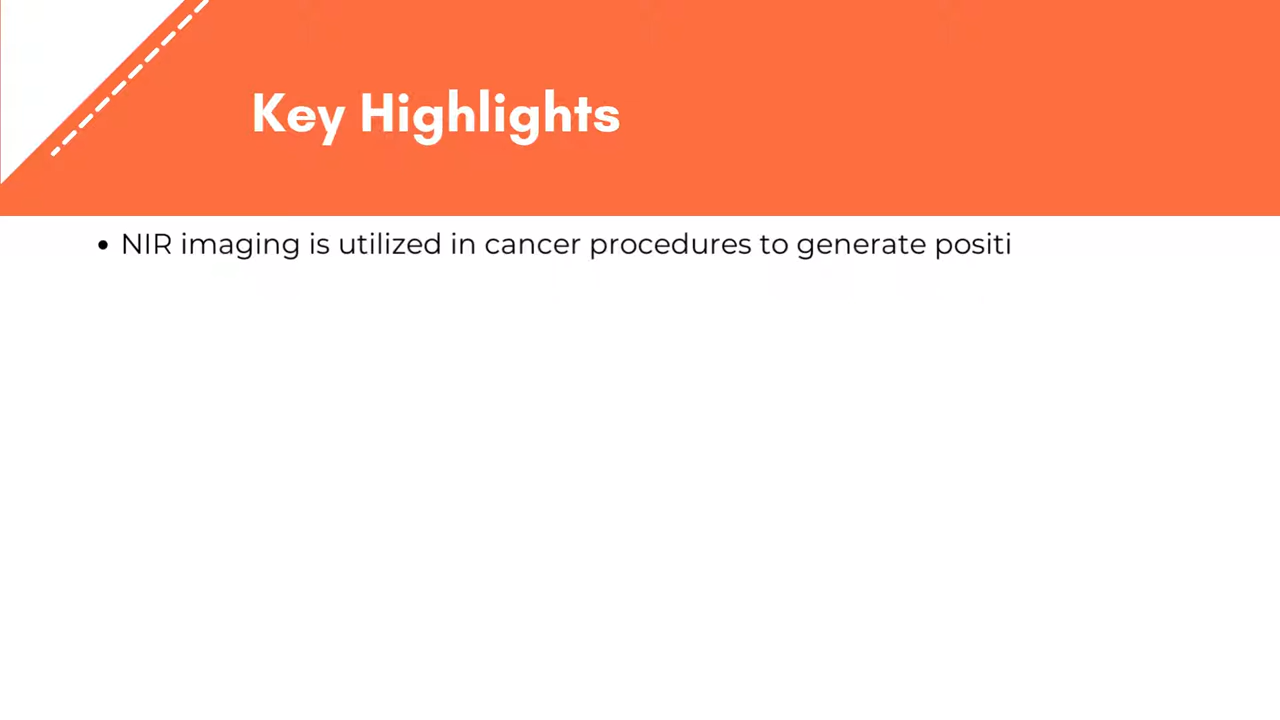 Key Highlights
• NIR imaging is utilized in cancer procedures to generate positi